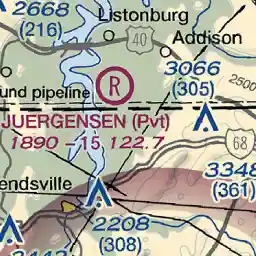 2668
(216)
Listonburg
40
Addison
R
3066
(305)
2500
und pipeline
JUERGENSEN (Pvt)
1890 - 15 122.7
68
3348
(361)
endsville
2208
(308)